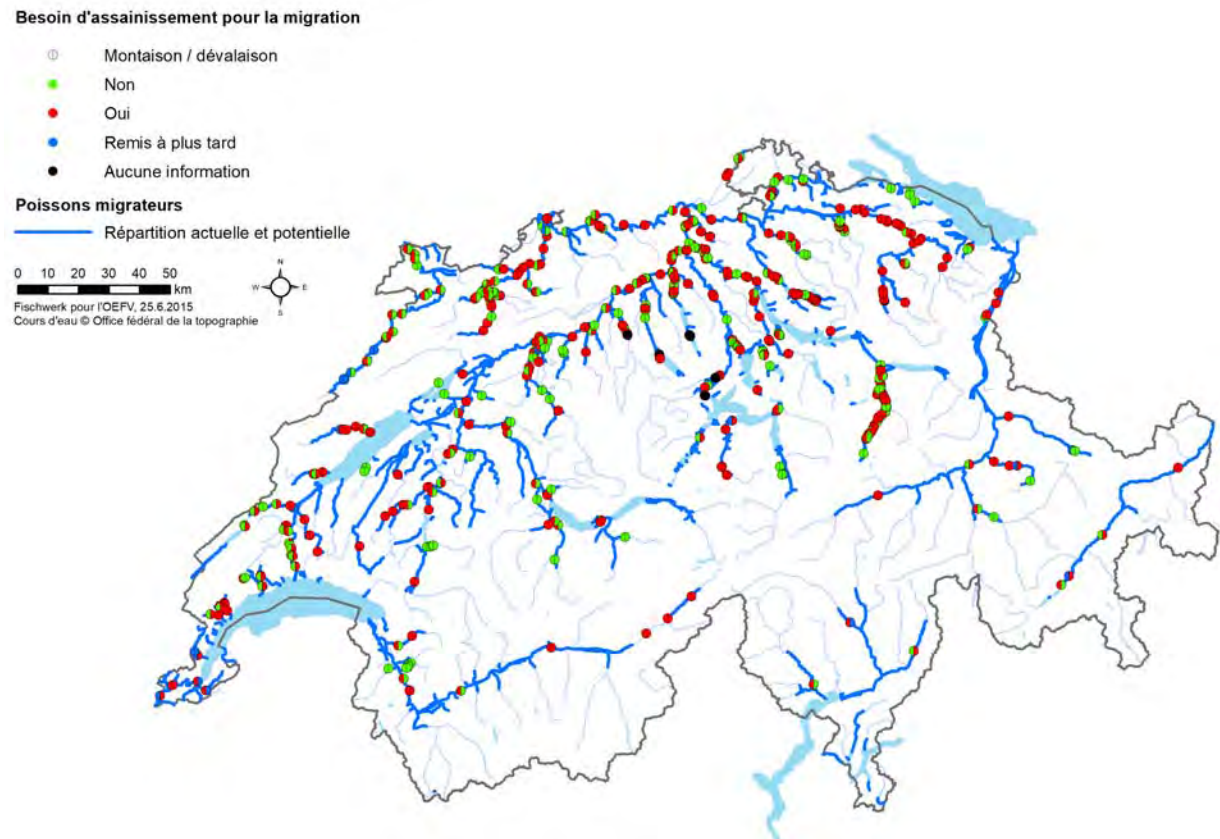 Besoin d'assainissement pour la migration
Montaison / dévalaison
Non
Oui
Remis à plus tard
Aucune information
Poissons migrateurs
Répartition actuelle et potentielle
0 10 20 30 40 50
km
N
W E
S
Fischwerk pour l'OEFV, 25.6.2015
Cours d'eau © Office fédéral de la topographie